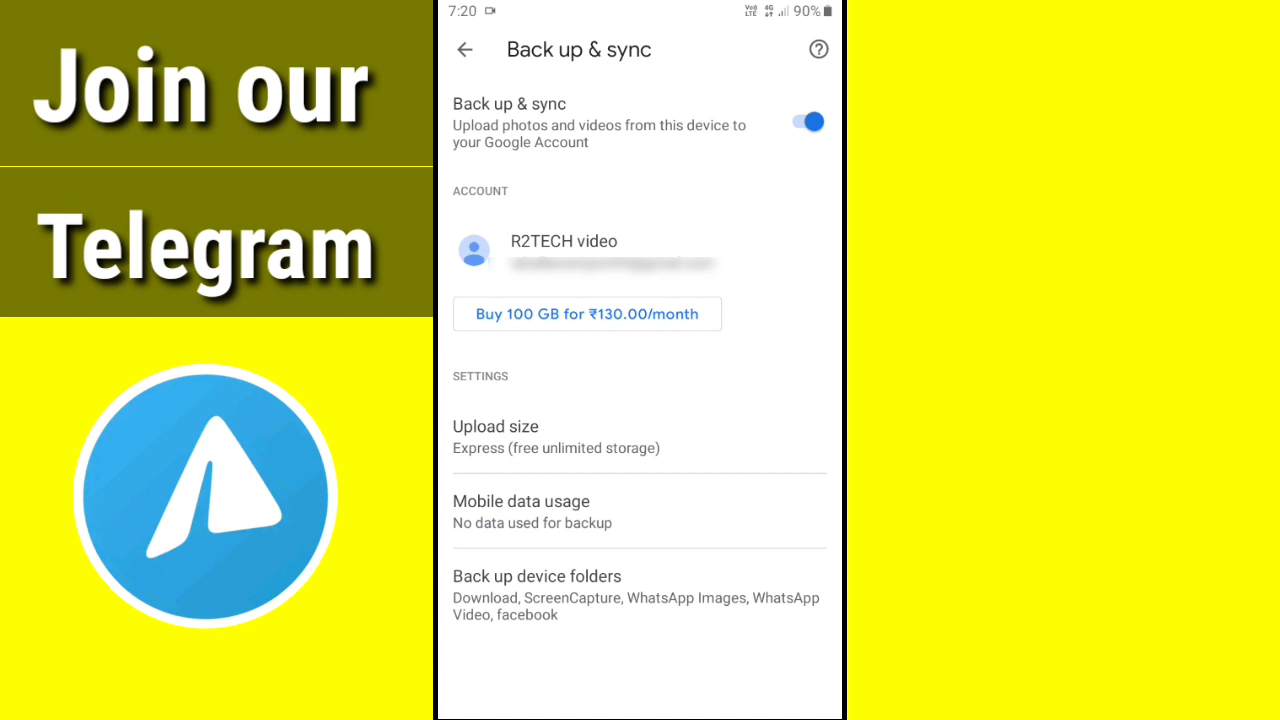 Join our
Telegram
7:20
Vo))
LTE
4G
90%
Back up & sync
Back up & sync
Upload photos and videos from this device to
your Google Account
ACCOUNT
R2TECH video
Buy 100 GB for ₹130.00/month
SETTINGS
Upload size
Express (free unlimited storage)
Mobile data usage
No data used for backup
Back up device folders
Download, ScreenCapture, WhatsApp Images, WhatsApp
Video, facebook